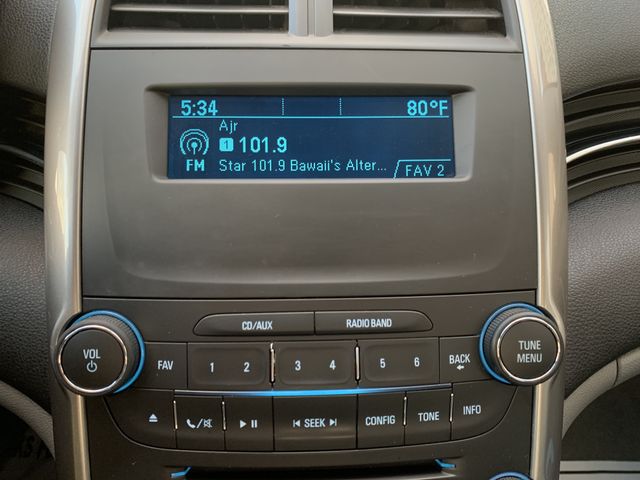 5:34 80°F
Ajr
1 101.9
FM Star 101.9 Bawaii's Alter... FAV 2
CD/AUX RADIO BAND
VOL FAV 1 2 3 4 5 6 BACK TUNE MENU
SEEK CONFIG TONE INFO